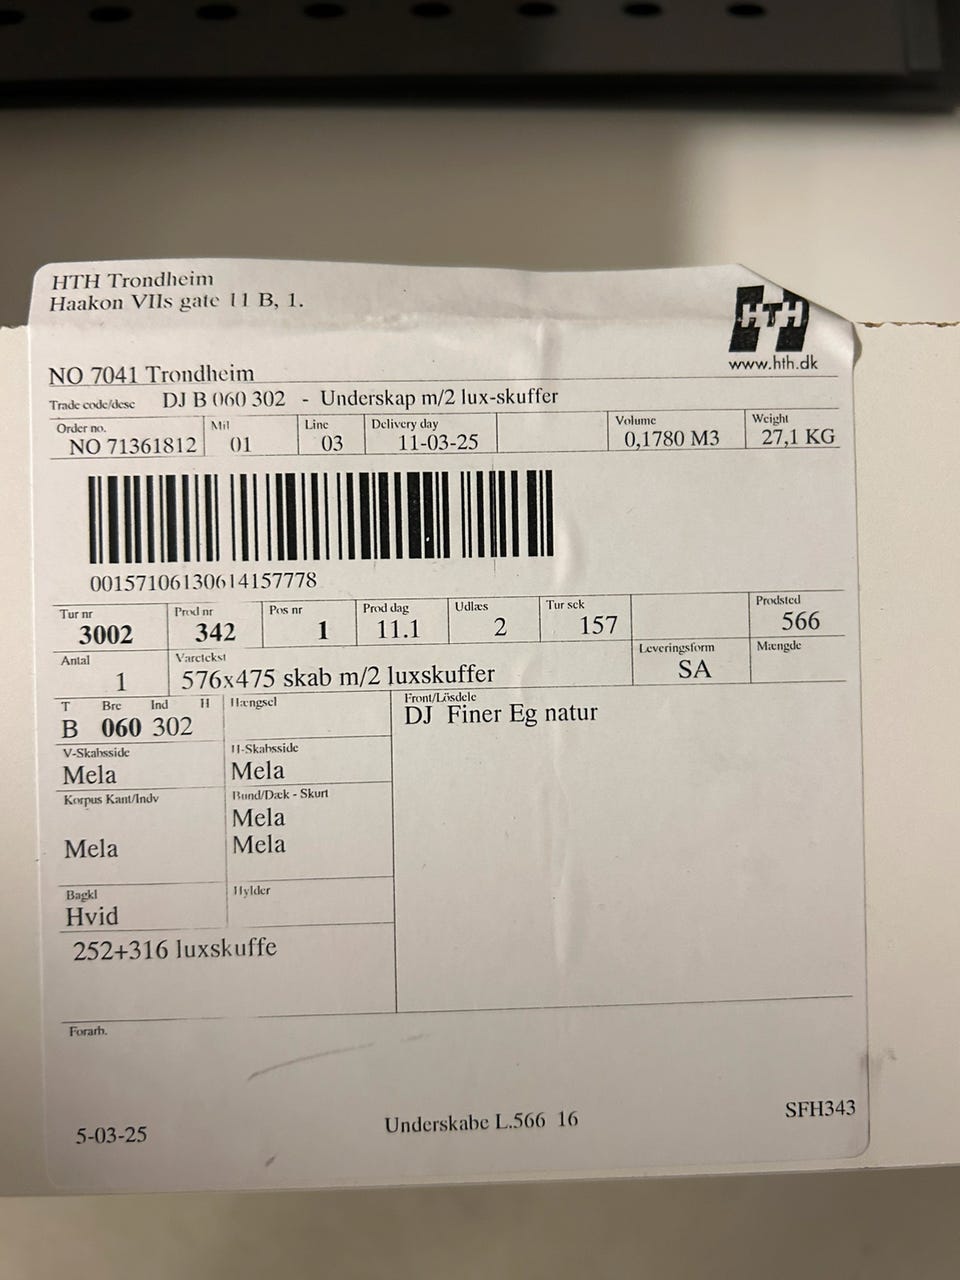 HTH Trondheim
Haakon VIIs gate 11 B, 1.
HTH
www.hth.dk
NO 7041 Trondheim
Trade code/desc DJ B 060 302 - Underskap m/2 lux-skuffer
Order no. Mil Line Delivery day Volume Weight
NO 71361812 01 03 11-03-25 0,1780 M3 27,1 KG
00157106130614157778
Tur nr Prod nr Pos nr Prod dag Udlæs Tur sek Prodsted
3002 342 1 11.1 2 157 566
Antal Varetekst Leveringsform Mængde
1 576x475 skab m/2 luxskuffer SA
T Bre Ind H Hængsel Front/Lösdele
B 060 302 DJ Finer Eg natur
V-Skabsside H-Skabsside
Mela Mela
Korpus Kant/Indv Bund/Dæk - Skurt
Mela
Mela Mela
Bagkl Hylder
Hvid
252+316 luxskuffe
Forarb.
5-03-25 Underskabe L.566 16 SFH343